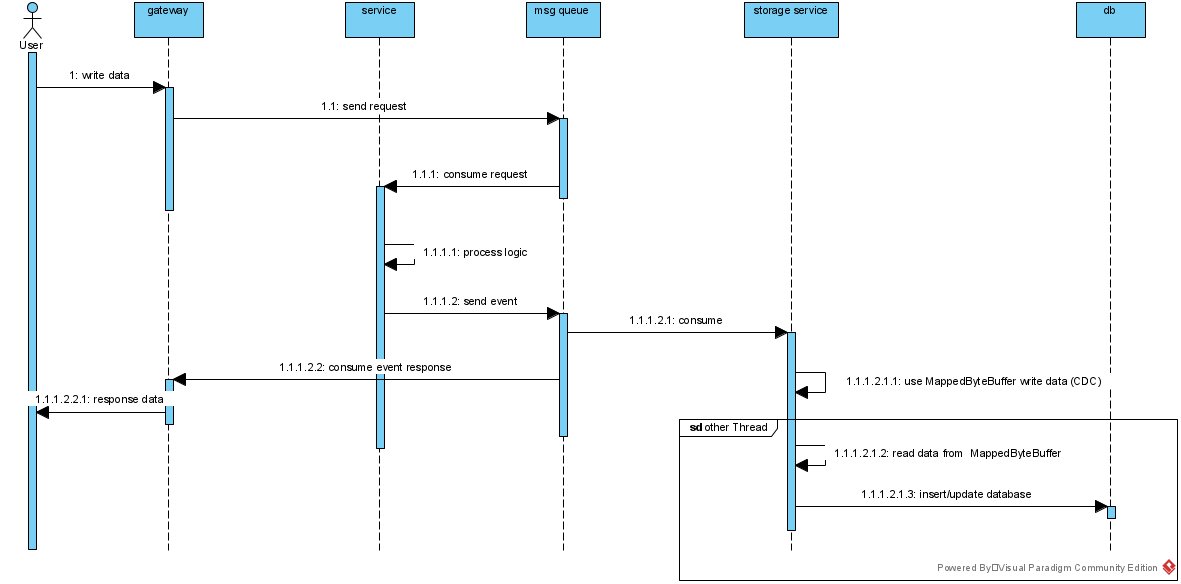 gateway
service
msg queue
storage service
db
User
1: write data
1.1: send request
1.1.1: consume request
1.1.1.1: process logic
1.1.1.2: send event
1.1.1.2.1: consume
1.1.1.2.2: consume event response
1.1.1.2.1.1: use MappedByteBuffer write data (CDC)
1.1.1.2.2.1: response data
sd other Thread
1.1.1.2.1.2: read data from MappedByteBuffer
1.1.1.2.1.3: insert/update database
Powered By Visual Paradigm Community Edition